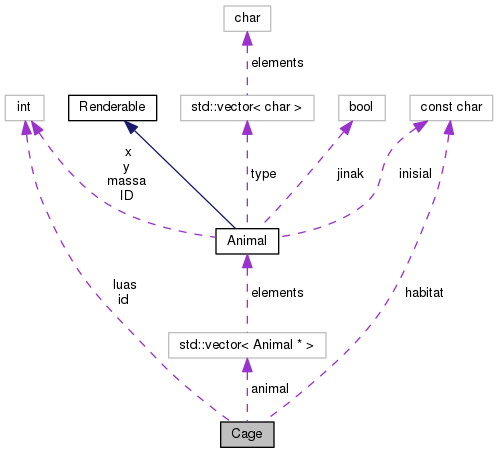 char
elements
int
Renderable
std::vector< char >
bool
const char
x
y
massa
ID
type
jinak
inisial
Animal
luas
id
elements
habitat
std::vector< Animal * >
animal
Cage